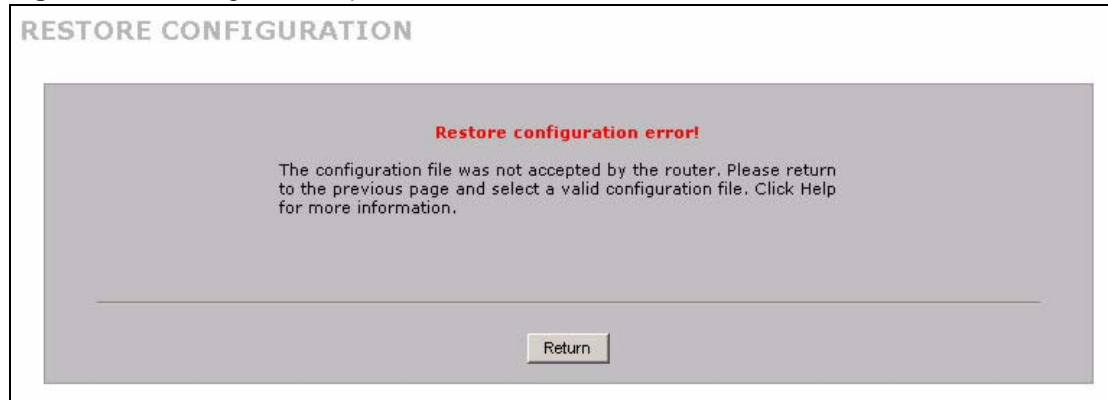 RESTORE CONFIGURATION
Restore configuration error!
The configuration file was not accepted by the router. Please return
to the previous page and select a valid configuration file. Click Help
for more information.
Return